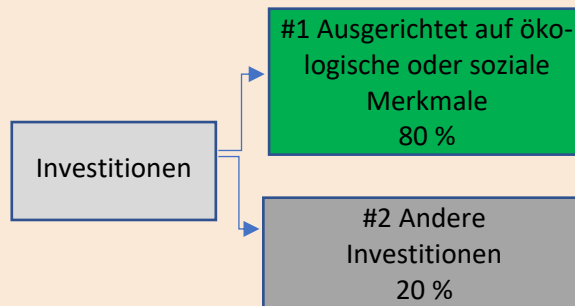 Investitionen
#1 Ausgerichtet auf öko-
logische oder soziale
Merkmale
80 %
#2 Andere
Investitionen
20 %